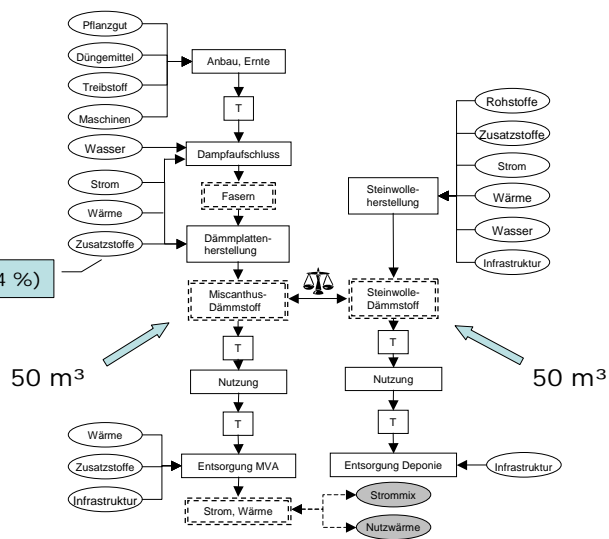 Pflanzgut
Düngemittel
Treibstoff
Maschinen
Anbau, Ernte
T
Wasser
Strom
Wärme
Zusatzstoffe
4 %)
Dampfaufschluss
Fasern
Dämmplatten-
herstellung
Miscanthus-
Dämmstoff
50 m³
T
Nutzung
T
Wärme
Zusatzstoffe
Infrastruktur
Entsorgung MVA
Strom, Wärme
Strommix
Nutzwärme
Rohstoffe
Zusatzstoffe
Strom
Wärme
Wasser
Infrastruktur
Steinwolle-
herstellung
Steinwolle-
Dämmstoff
50 m³
T
Nutzung
T
Entsorgung Deponie
Infrastruktur